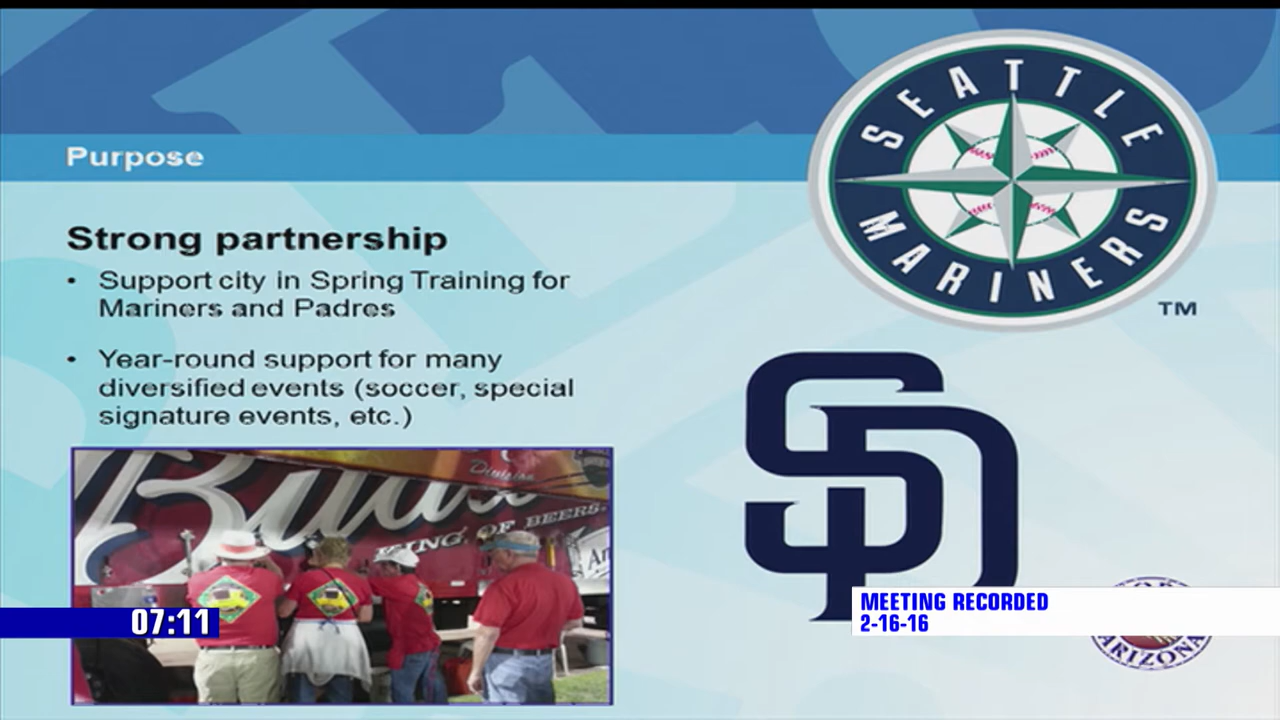 Purpose
SEATTLE
MARINERS
TM
Strong partnership
• Support city in Spring Training for
Mariners and Padres
• Year-round support for many
diversified events (soccer, special
signature events, etc.)
SD
Division
KING OF BEERS.
07:11
MEETING RECORDED
2-16-16
ARIZONA